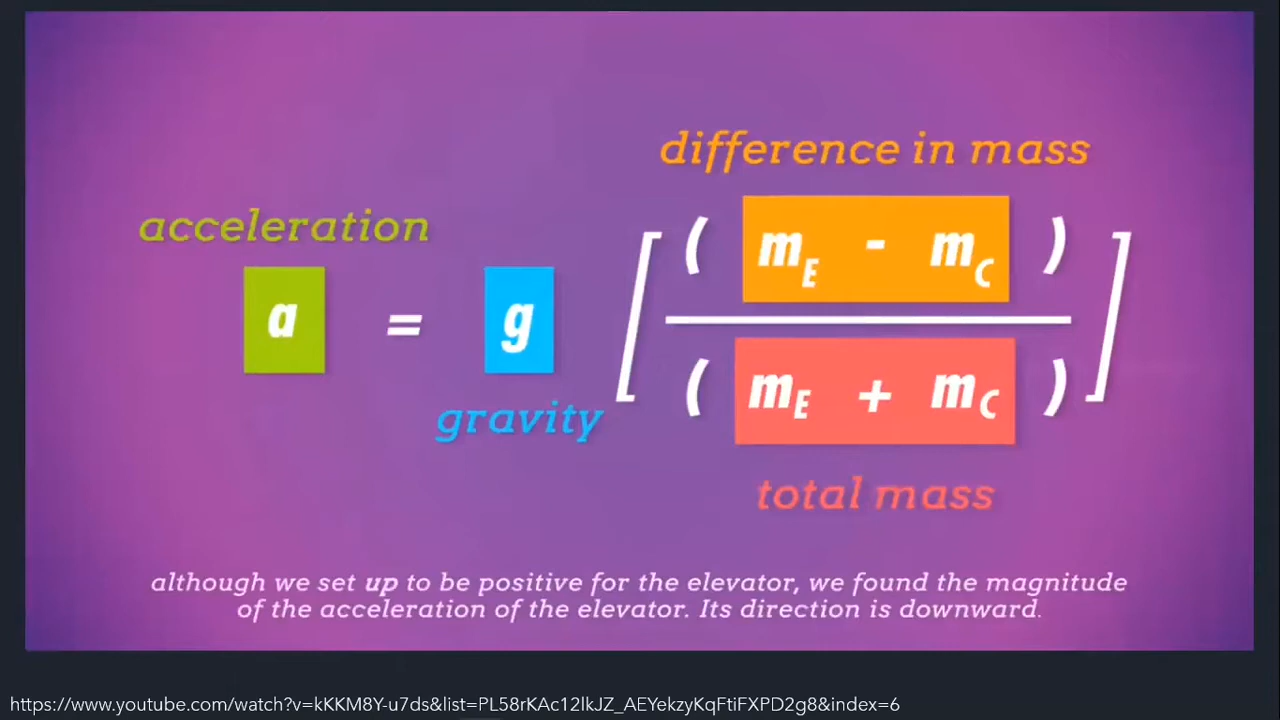 difference in mass
acceleration
a = g [ ( mE - mC ) / ( mE + mC ) ]
gravity
total mass
although we set up to be positive for the elevator, we found the magnitude
of the acceleration of the elevator. Its direction is downward.
https://www.youtube.com/watch?v=kKKM8Y-u7ds&list=PL58rKAc12lkJZ_AEYekzyKqFtiFXPD2g8&index=6